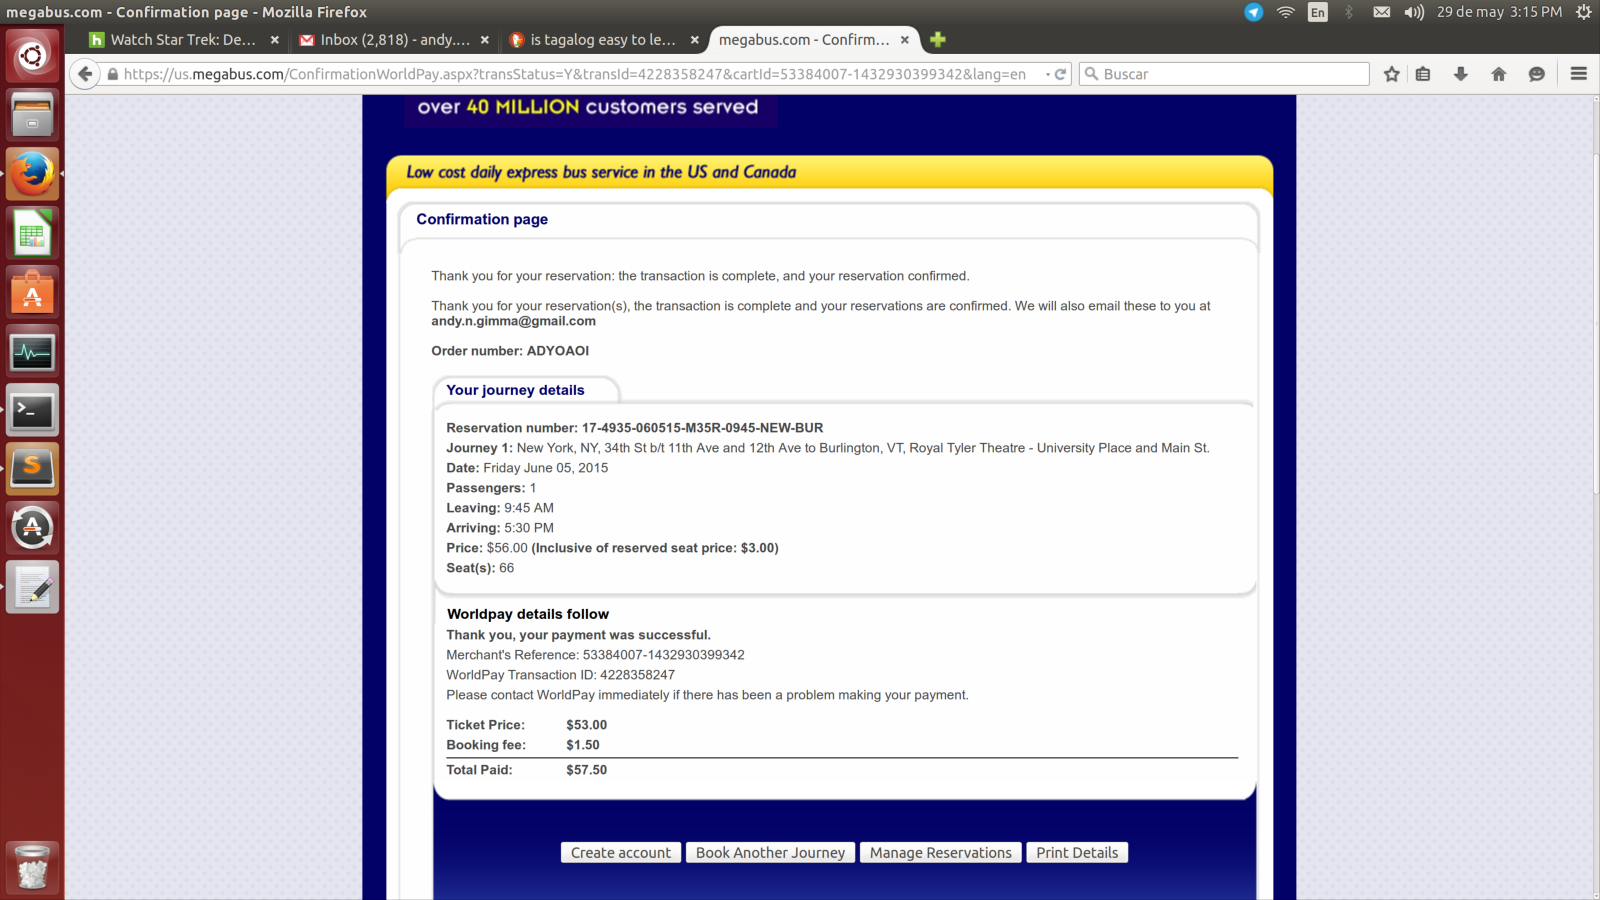 megabus.com - Confirmation page - Mozilla Firefox
En
29 de may 3:15 PM
Watch Star Trek: De...
Inbox (2,818) - andy....
is tagalog easy to le...
megabus.com - Confirm...
https://us.megabus.com/ConfirmationWorldPay.aspx?transStatus=Y&transId=4228358247&cartId=53384007-1432930399342&lang=en
Buscar
over 40 MILLION customers served
Low cost daily express bus service in the US and Canada
Confirmation page
Thank you for your reservation: the transaction is complete, and your reservation confirmed.
Thank you for your reservation(s), the transaction is complete and your reservations are confirmed. We will also email these to you at
andy.n.gimma@gmail.com
Order number: ADYOAOI
Your journey details
Reservation number: 17-4935-060515-M35R-0945-NEW-BUR
Journey 1: New York, NY, 34th St b/t 11th Ave and 12th Ave to Burlington, VT, Royal Tyler Theatre - University Place and Main St.
Date: Friday June 05, 2015
Passengers: 1
Leaving: 9:45 AM
Arriving: 5:30 PM
Price: $56.00 (Inclusive of reserved seat price: $3.00)
Seat(s): 66
Worldpay details follow
Thank you, your payment was successful.
Merchant's Reference: 53384007-1432930399342
WorldPay Transaction ID: 4228358247
Please contact WorldPay immediately if there has been a problem making your payment.
Ticket Price: $53.00
Booking fee: $1.50
Total Paid: $57.50
Create account
Book Another Journey
Manage Reservations
Print Details